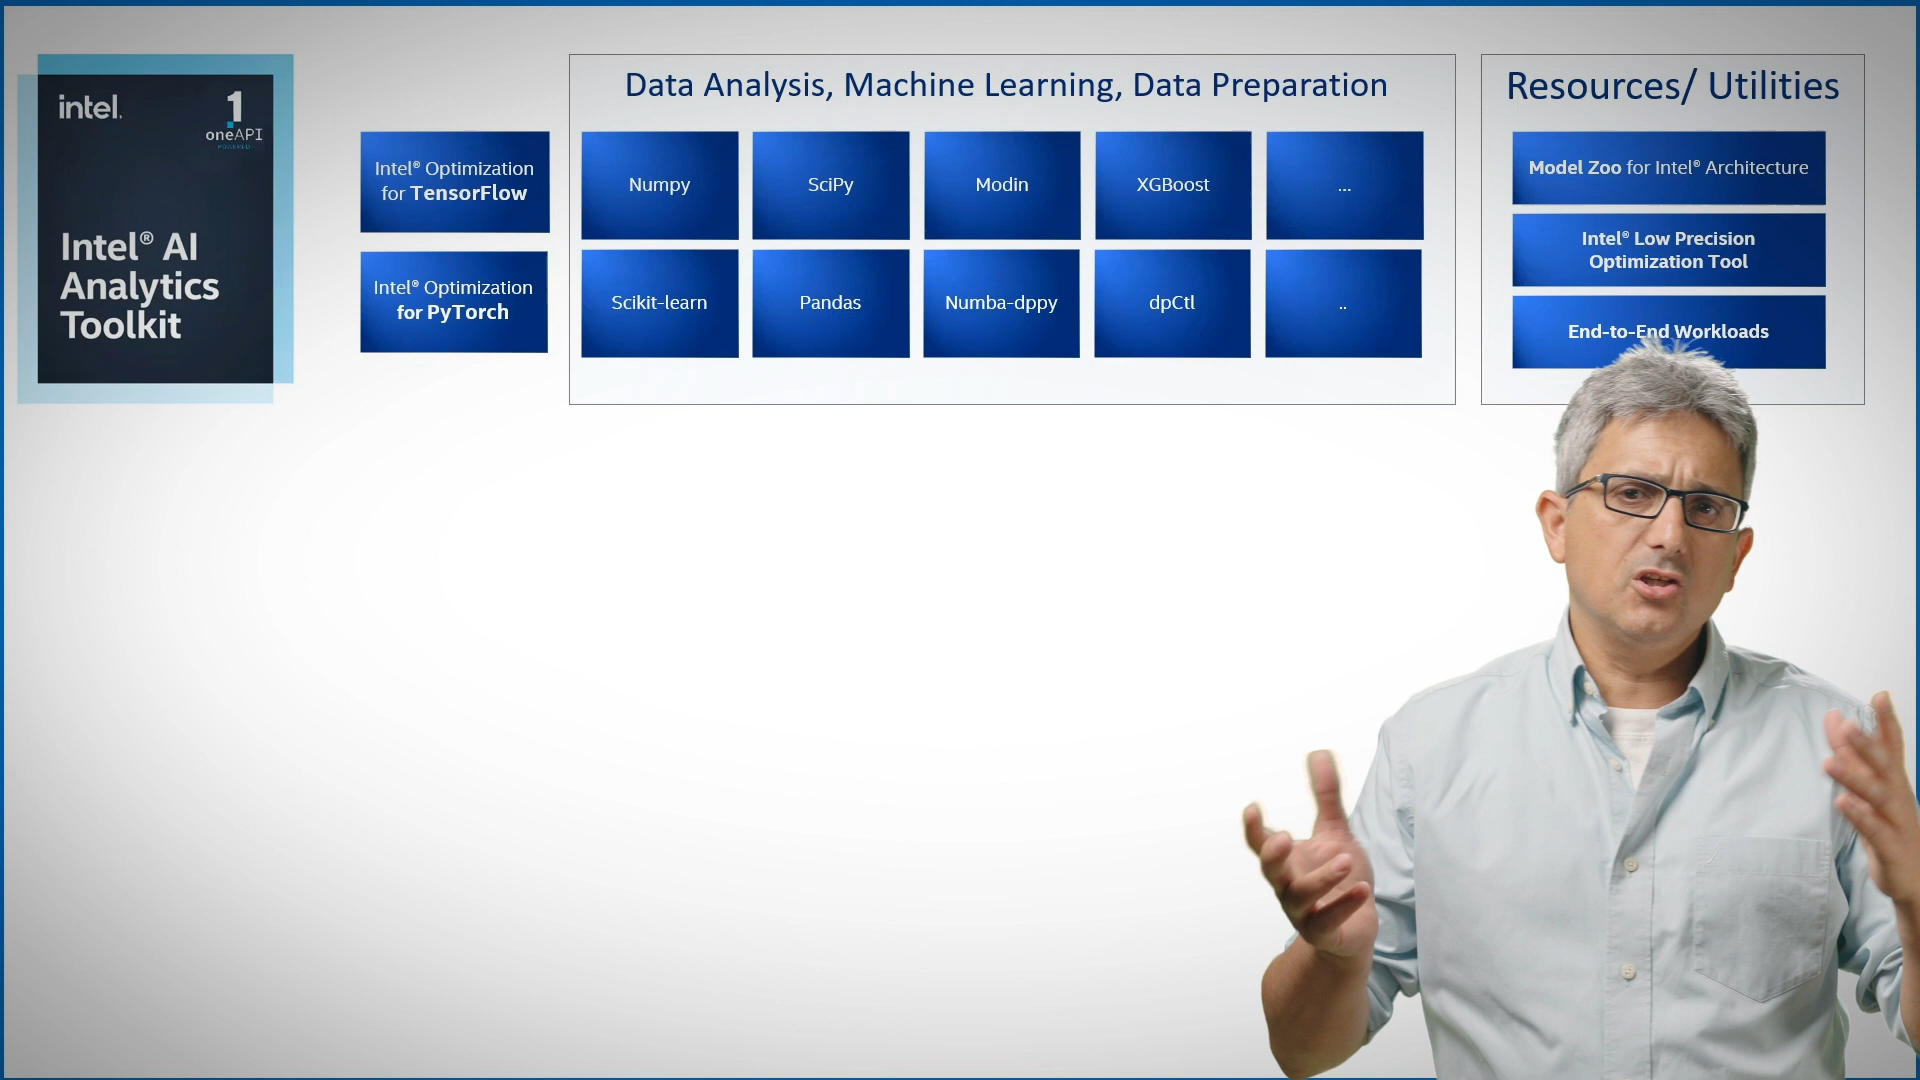 intel.
1
oneAPI
POWERED
Intel® AI
Analytics
Toolkit
Intel® Optimization
for TensorFlow
Intel® Optimization
for PyTorch
Data Analysis, Machine Learning, Data Preparation
Numpy
SciPy
Modin
XGBoost
...
Scikit-learn
Pandas
Numba-dppy
dpCtl
..
Resources/ Utilities
Model Zoo for Intel® Architecture
Intel® Low Precision
Optimization Tool
End-to-End Workloads